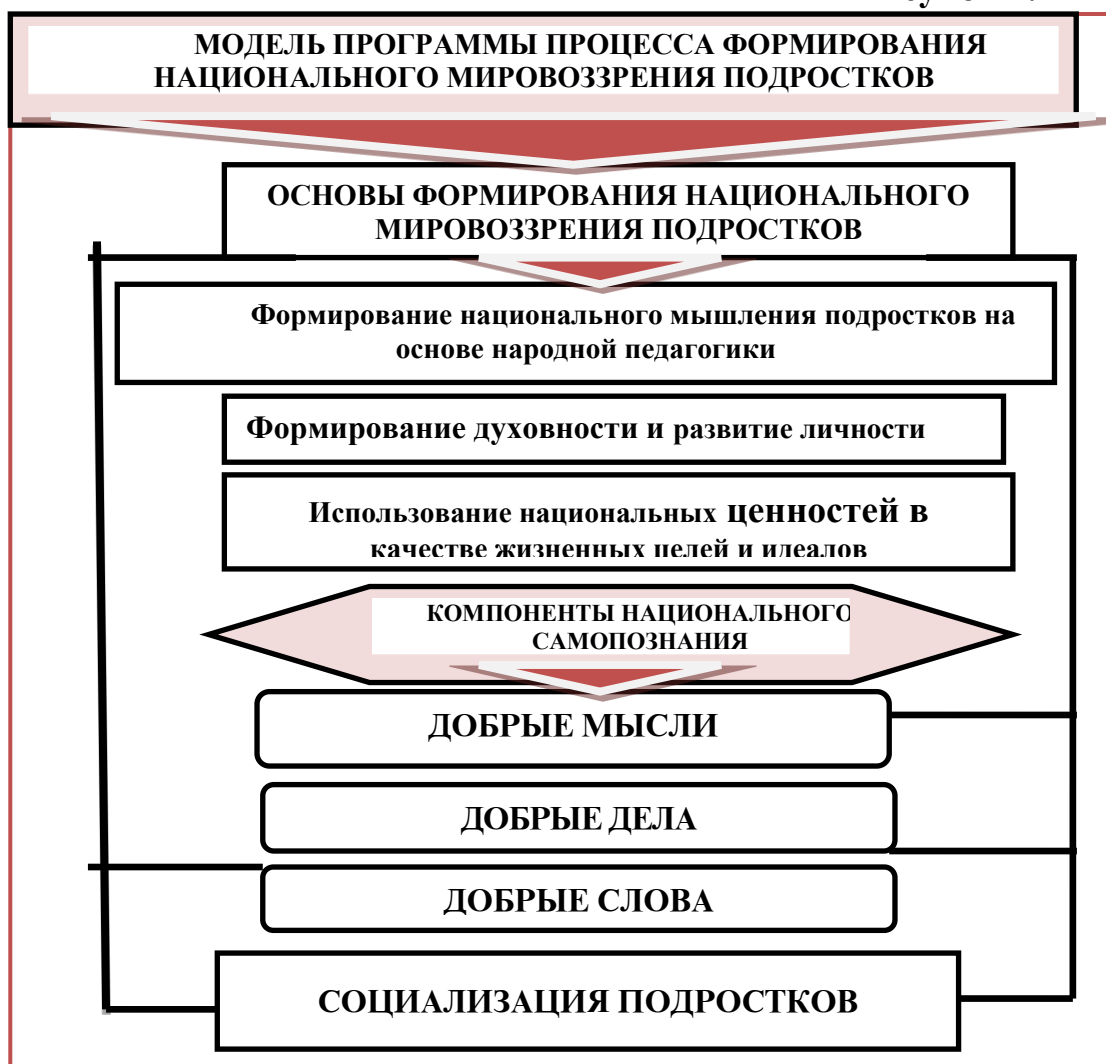 МОДЕЛЬ ПРОГРАММЫ ПРОЦЕССА ФОРМИРОВАНИЯ
НАЦИОНАЛЬНОГО МИРОВОЗЗРЕНИЯ ПОДРОСТКОВ
ОСНОВЫ ФОРМИРОВАНИЯ НАЦИОНАЛЬНОГО
МИРОВОЗЗРЕНИЯ ПОДРОСТКОВ
Формирование национального мышления подростков на
основе народной педагогики
Формирование духовности и развитие личности
Использование национальных ценностей в
качестве жизненных целей и идеалов
КОМПОНЕНТЫ НАЦИОНАЛЬНОГО
САМОПОЗНАНИЯ
ДОБРЫЕ МЫСЛИ
ДОБРЫЕ ДЕЛА
ДОБРЫЕ СЛОВА
СОЦИАЛИЗАЦИЯ ПОДРОСТКОВ